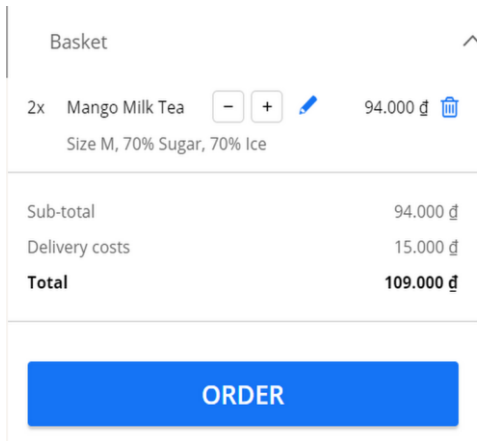 Basket
2x Mango Milk Tea - + 94.000 ₫
Size M, 70% Sugar, 70% Ice
Sub-total 94.000 ₫
Delivery costs 15.000 ₫
Total 109.000 ₫
ORDER